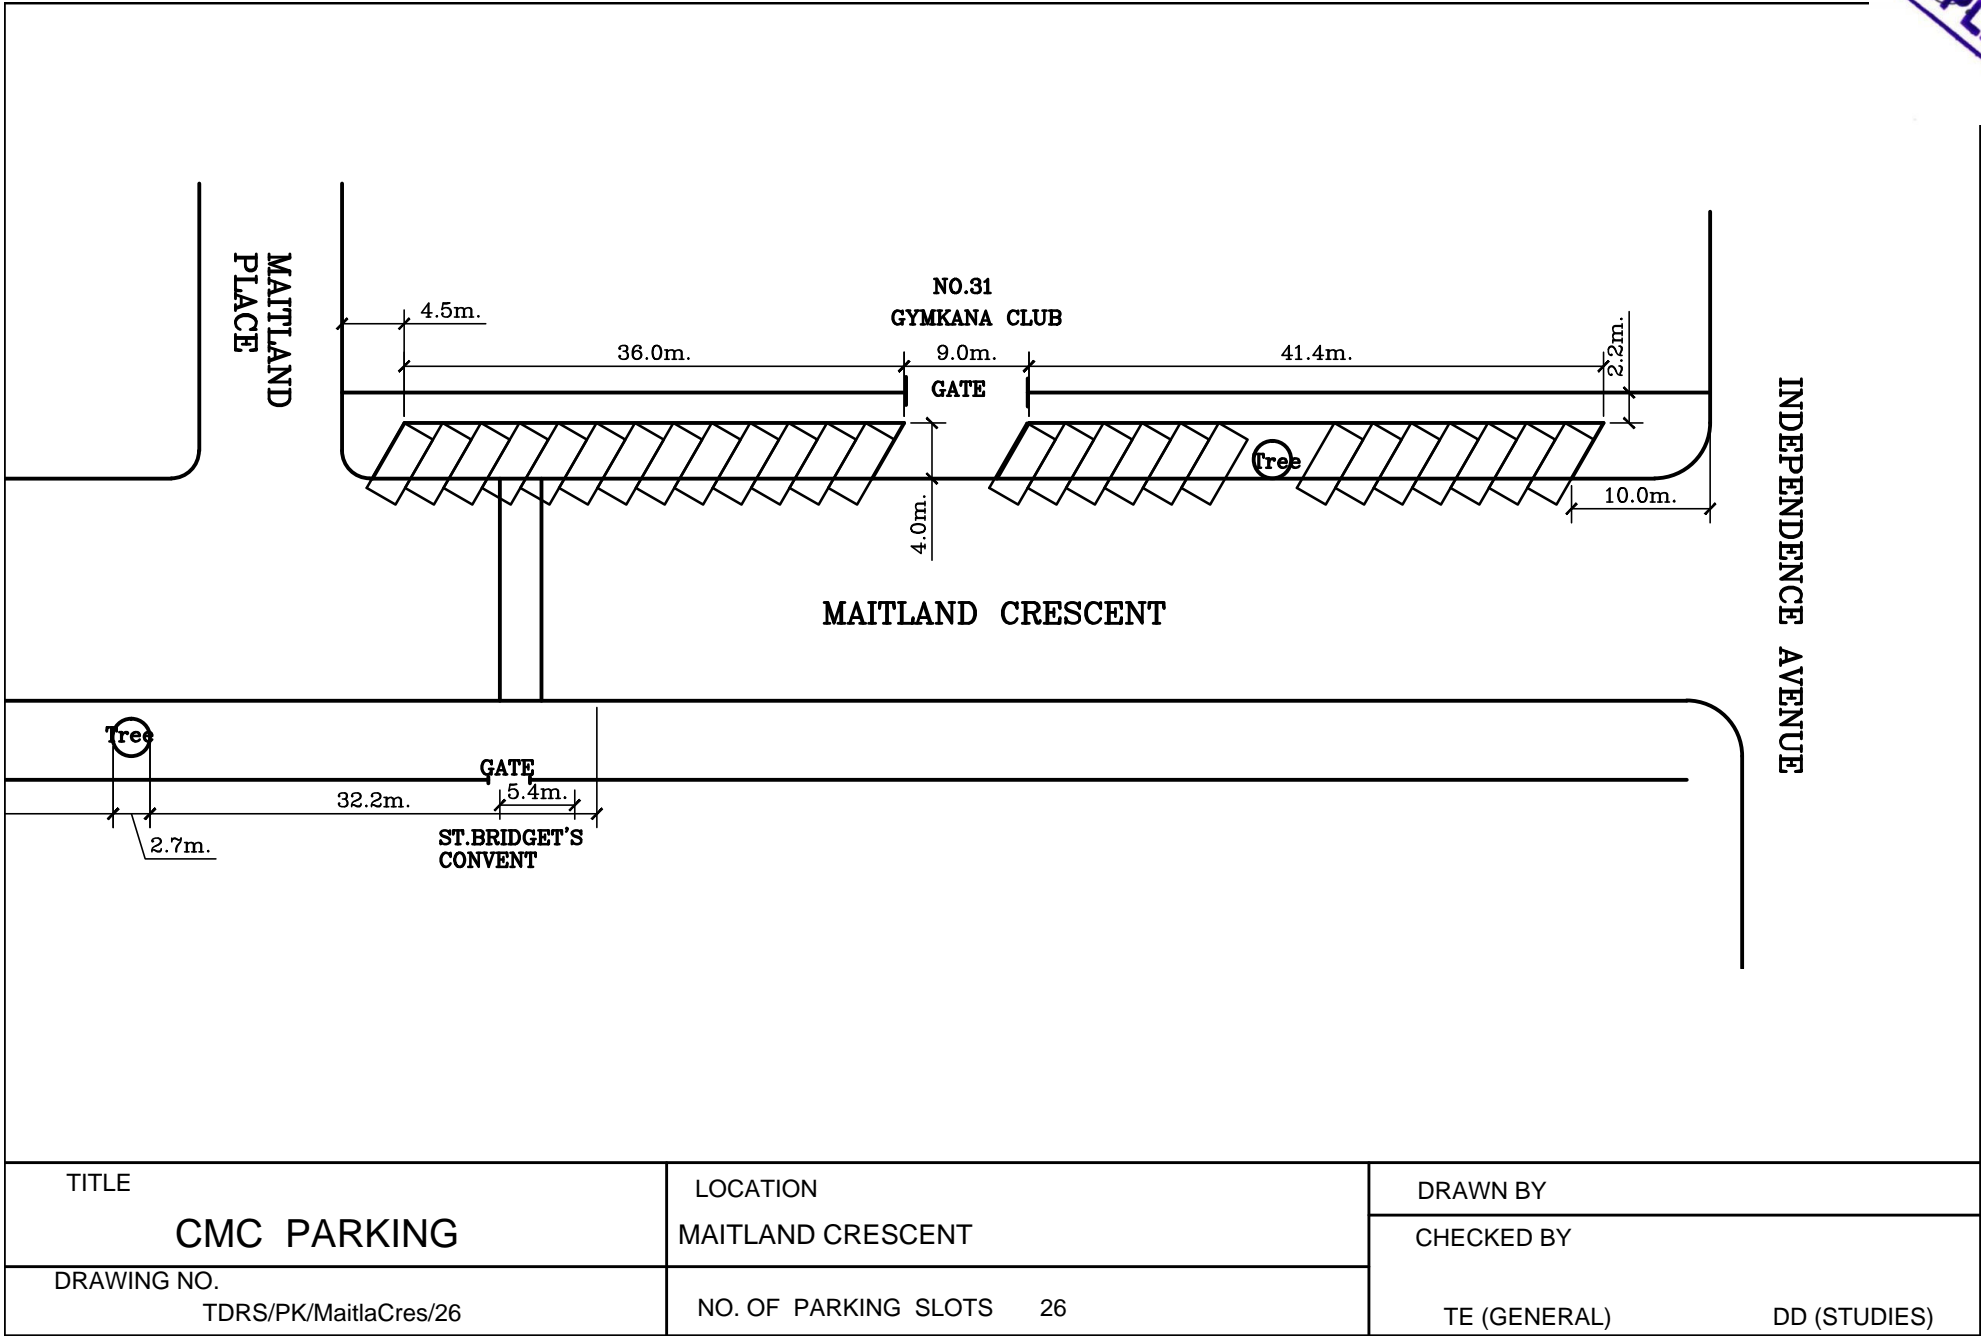 MAITLAND
PLACE
4.5m.
NO.31
GYMKANA CLUB
36.0m.
9.0m.
41.4m.
2.2m.
GATE
Tree
10.0m.
4.0m.
MAITLAND CRESCENT
INDEPENDENCE AVENUE
Tree
GATE
5.4m.
32.2m.
2.7m.
ST.BRIDGET'S
CONVENT
TITLE
CMC PARKING
LOCATION
MAITLAND CRESCENT
DRAWN BY
CHECKED BY
DRAWING NO.
TDRS/PK/MaitlaCres/26
NO. OF PARKING SLOTS 26
TE (GENERAL) DD (STUDIES)